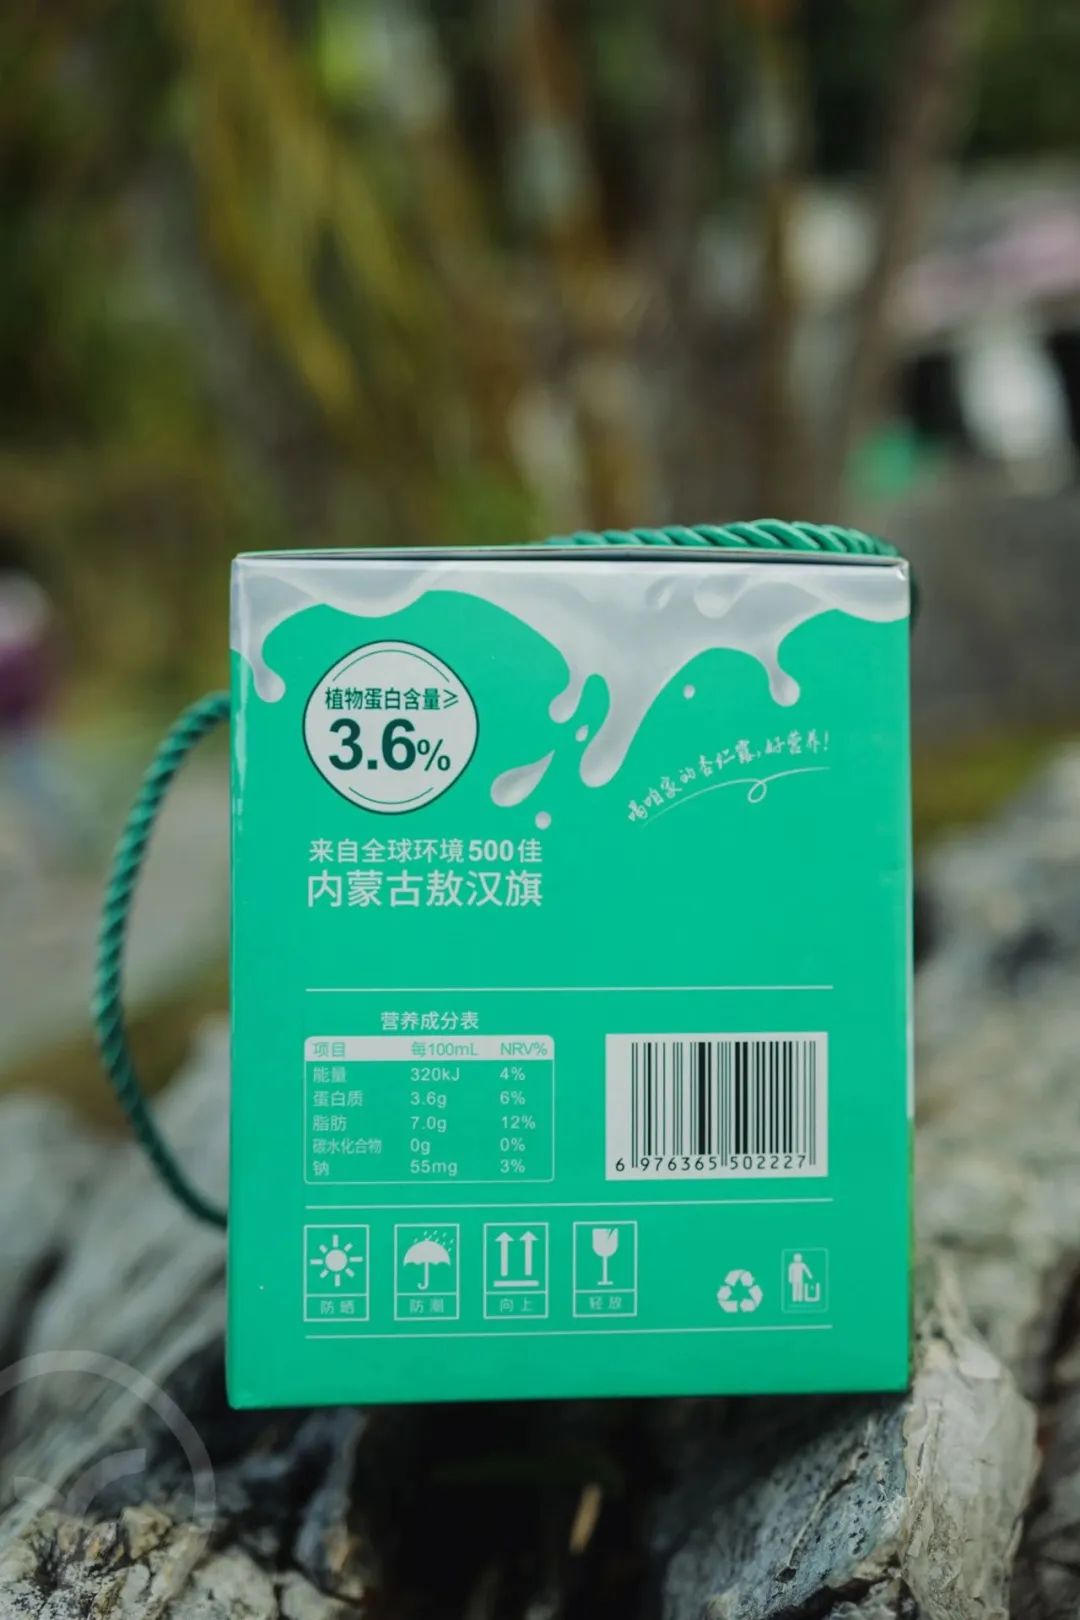 植物蛋白含量≥
3.6%
喝咱家的杏仁露，好营养！
来自全球环境500佳
内蒙古敖汉旗
营养成分表
项目 每100mL NRV%
能量 320kJ 4%
蛋白质 3.6g 6%
脂肪 7.0g 12%
碳水化合物 0g 0%
钠 55mg 3%
6 976365 502227
防晒 防潮 向上 轻放